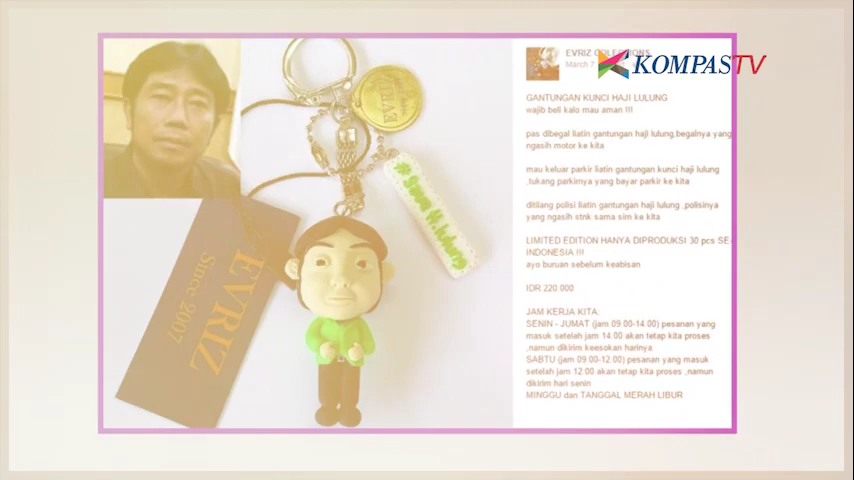 EVRIZ COLECTIONS
March 7
KOMPASTV
GANTUNGAN KUNCI HAJI LULUNG
wajib beli kalo mau aman !!!
pas dibegal liatin gantungan haji lulung,begalnya yang
ngasih motor ke kita
mau keluar parkir liatin gantungan kunci haji lulung
,tukang parkirnya yang bayar parkir ke kita
ditilang polisi liatin gantungan haji lulung ,polisinya
yang ngasih stnk sama sim ke kita
LIMITED EDITION HANYA DIPRODUKSI 30 pcs SE-
INDONESIA !!!
ayo buruan sebelum keabisan
IDR 220.000
JAM KERJA KITA:
SENIN - JUMAT (jam 09.00-14.00) pesanan yang
masuk setelah jam 14.00 akan tetap kita proses
,namun dikirim keesokan harinya
SABTU (jam 09.00-12.00) pesanan yang masuk
setelah jam 12.00 akan tetap kita proses ,namun
dikirim hari senin
MINGGU dan TANGGAL MERAH LIBUR
EVRIZ
Since 2007